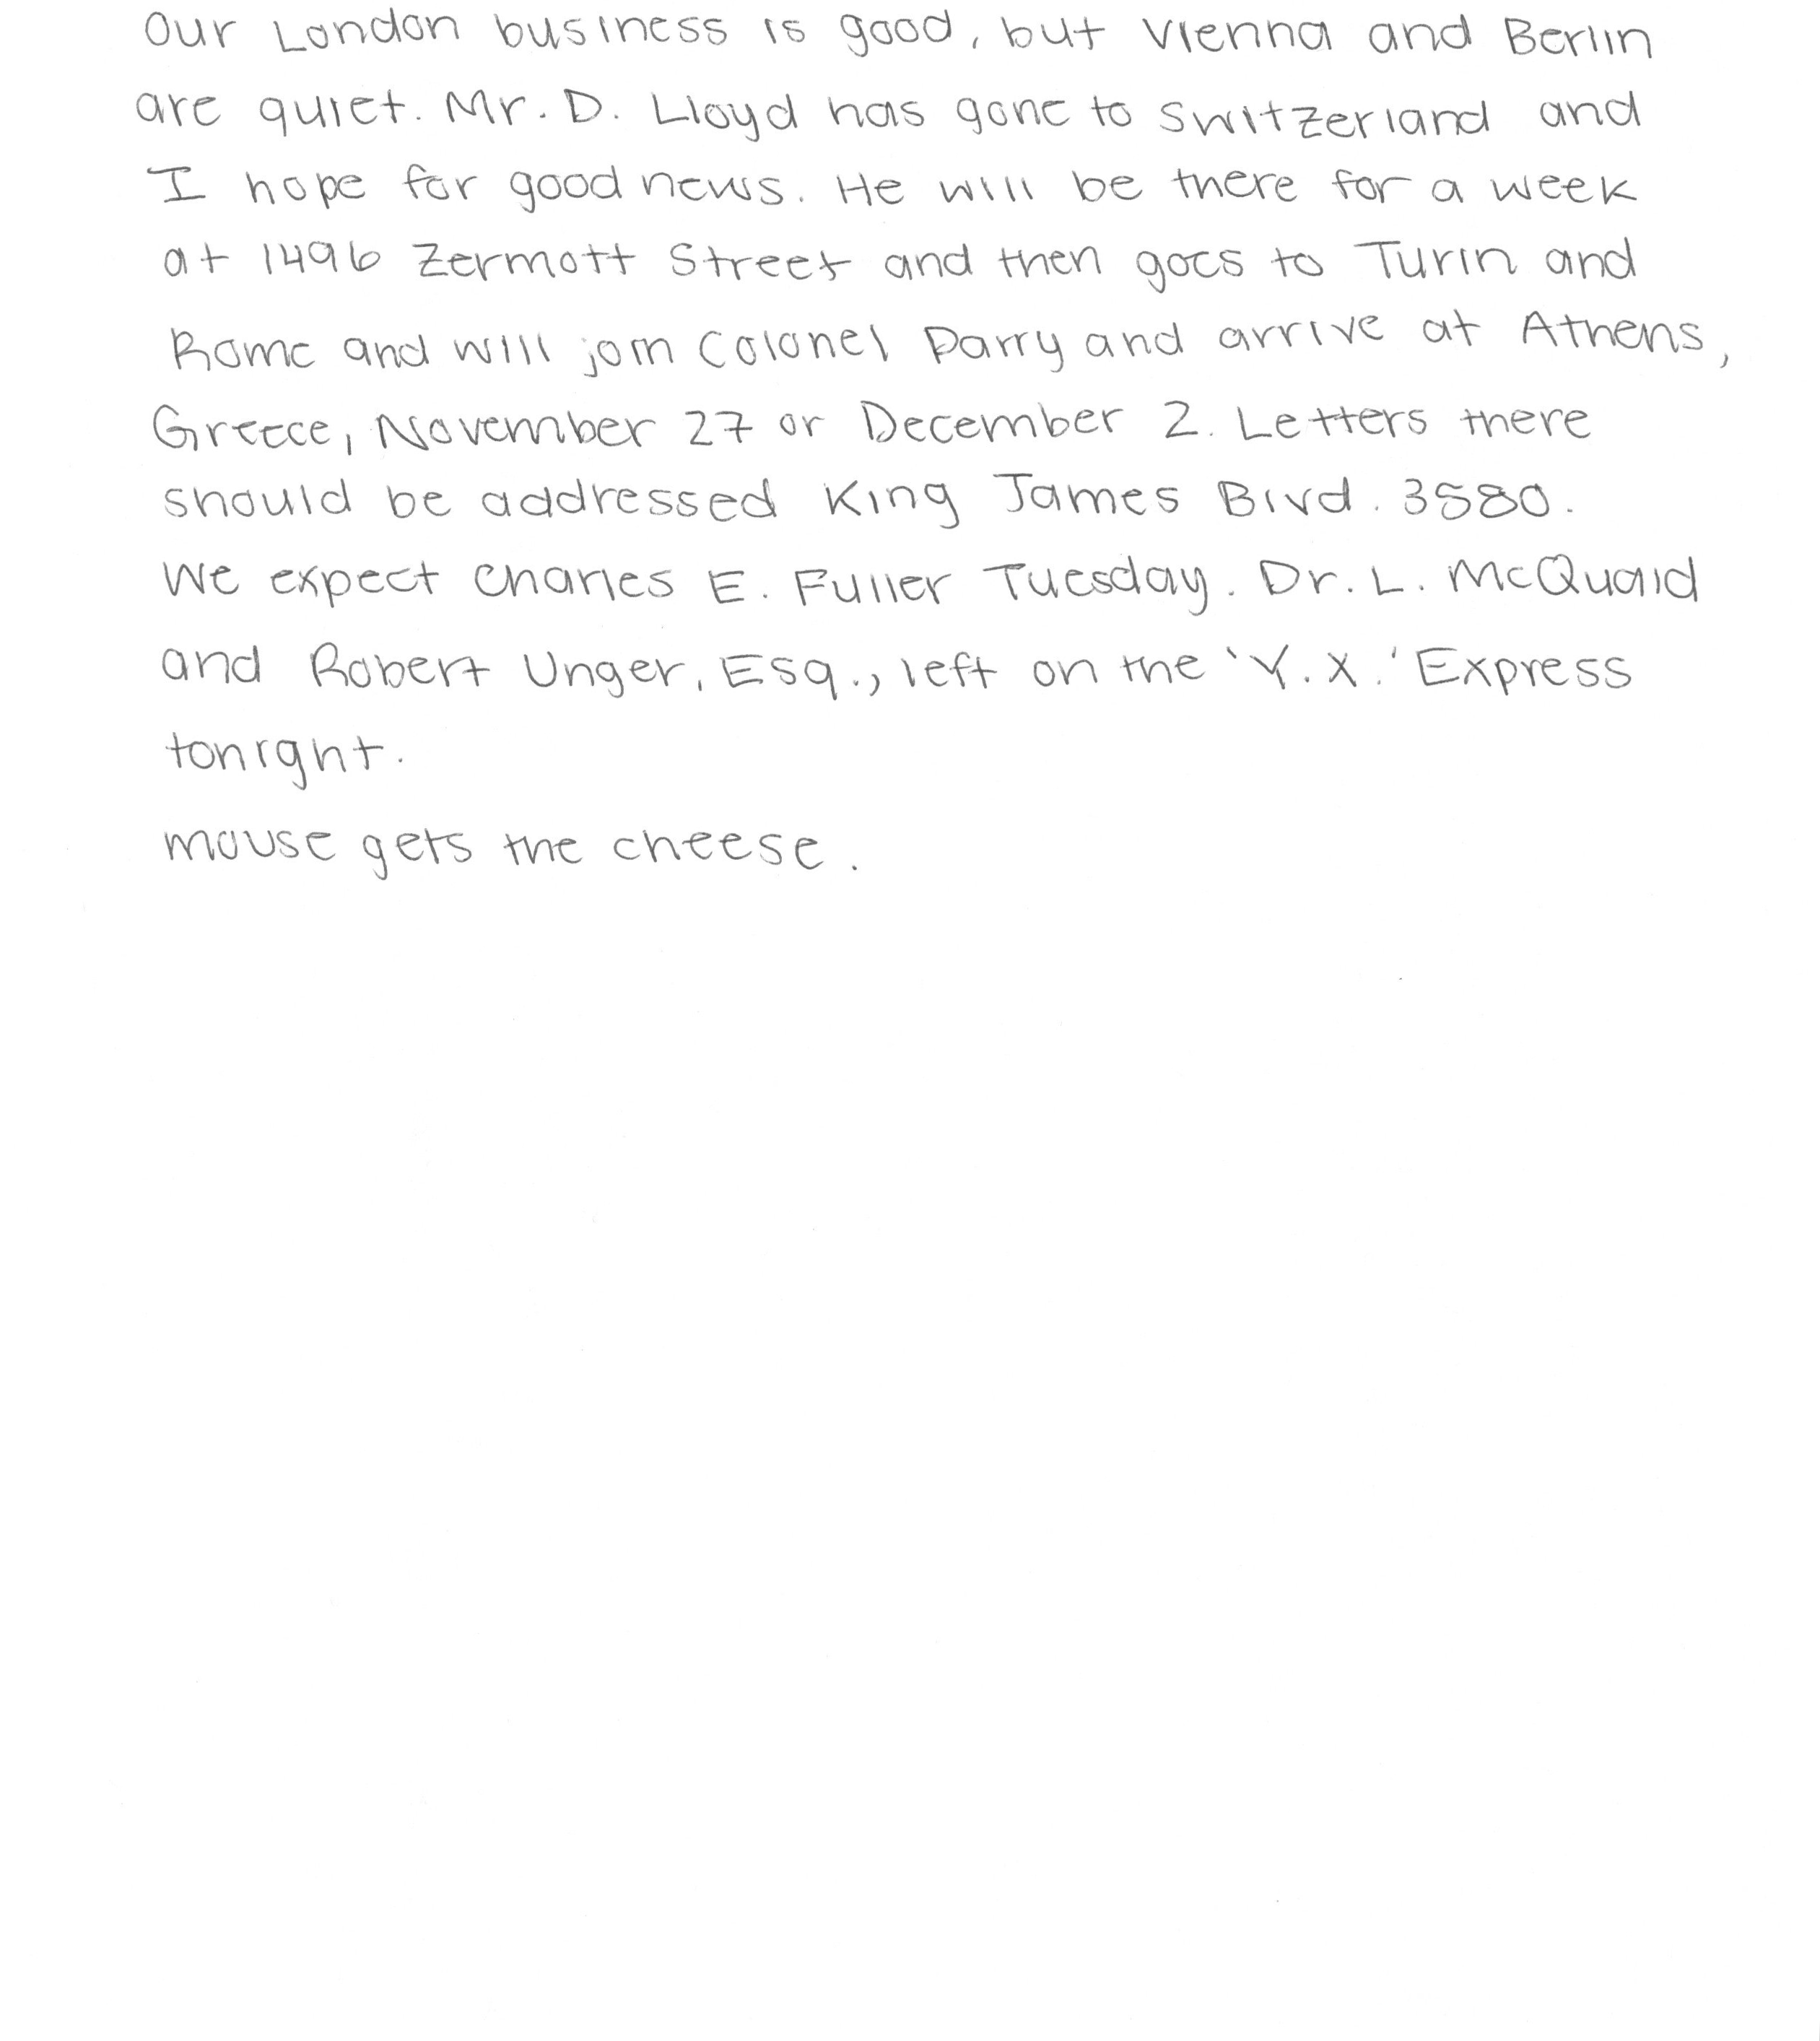 Our London business is good, but Vienna and Berlin
are quiet. Mr. D. Lloyd has gone to Switzerland and
I hope for good news. He will be there for a week
at 1496 Zermott Street and then goes to Turin and
Rome and will join Colonel Parry and arrive at Athens,
Greece, November 27 or December 2. Letters there
should be addressed King James Blvd. 3580.
We expect Charles E. Fuller Tuesday. Dr. L. McQuaid
and Robert Unger, Esq., left on the 'Y.X.' Express
tonight.
mouse gets the cheese.